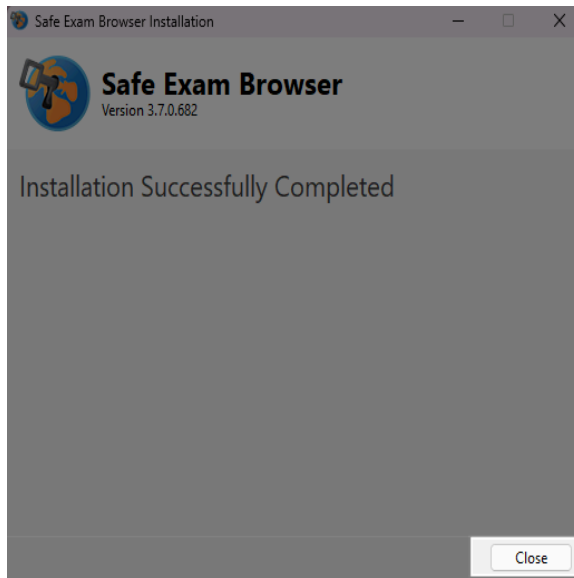 Safe Exam Browser Installation
Safe Exam Browser
Version 3.7.0.682
Installation Successfully Completed
Close